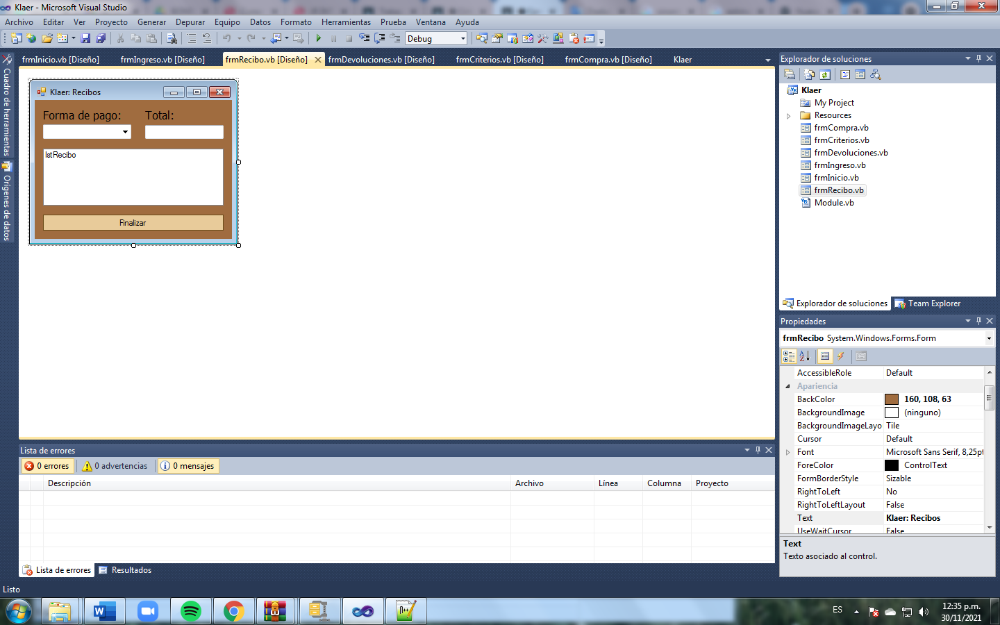 Klaer - Microsoft Visual Studio
Archivo Editar Ver Proyecto Generar Depurar Equipo Datos Formato Herramientas Prueba Ventana Ayuda
Debug
frmInicio.vb [Diseño] frmIngreso.vb [Diseño] frmRecibo.vb [Diseño] frmDevoluciones.vb [Diseño] frmCriterios.vb [Diseño] frmCompra.vb [Diseño] Klaer
Cuadro de herramientas
Orígenes de datos
Klaer: Recibos
Forma de pago: Total:
lstRecibo
Finalizar
Explorador de soluciones
Klaer
My Project
Resources
frmCompra.vb
frmCriterios.vb
frmDevoluciones.vb
frmIngreso.vb
frmInicio.vb
frmRecibo.vb
Module.vb
Explorador de soluciones Team Explorer
Propiedades
frmRecibo System.Windows.Forms.Form
AccessibleRole Default
Apariencia
BackColor 160, 108, 63
BackgroundImage (ninguno)
BackgroundImageLayo Tile
Cursor Default
Font Microsoft Sans Serif, 8,25pt
ForeColor ControlText
FormBorderStyle Sizable
RightToLeft No
RightToLeftLayout False
Text Klaer: Recibos
UseWaitCursor False
Text
Texto asociado al control.
Lista de errores
0 errores 0 advertencias 0 mensajes
Descripción Archivo Línea Columna Proyecto
Lista de errores Resultados
Listo
ES
12:35 p.m.
30/11/2021